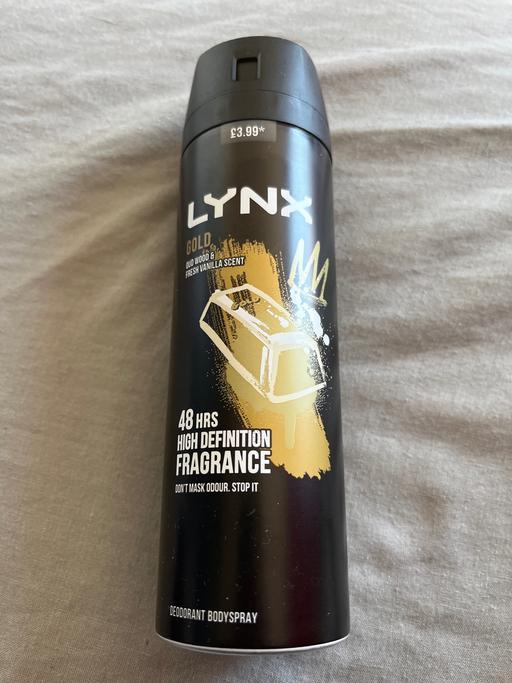 £3.99*
LYNX
GOLD
OUD WOOD &
FRESH VANILLA SCENT
48 HRS
HIGH DEFINITION
FRAGRANCE
DON'T MASK ODOUR. STOP IT
DEODORANT BODYSPRAY